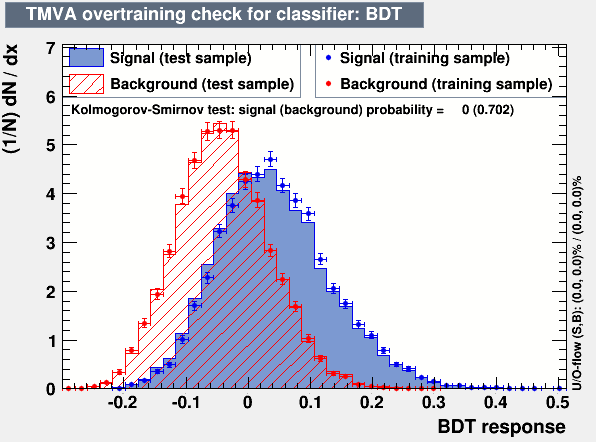 TMVA overtraining check for classifier: BDT
(1/N) dN / dx
7
6
5
4
3
2
1
0
Signal (test sample)
Background (test sample)
Signal (training sample)
Background (training sample)
Kolmogorov-Smirnov test: signal (background) probability = 0 (0.702)
U/O-flow (S,B): (0.0, 0.0)% / (0.0, 0.0)%
-0.2 -0.1 0 0.1 0.2 0.3 0.4 0.5
BDT response